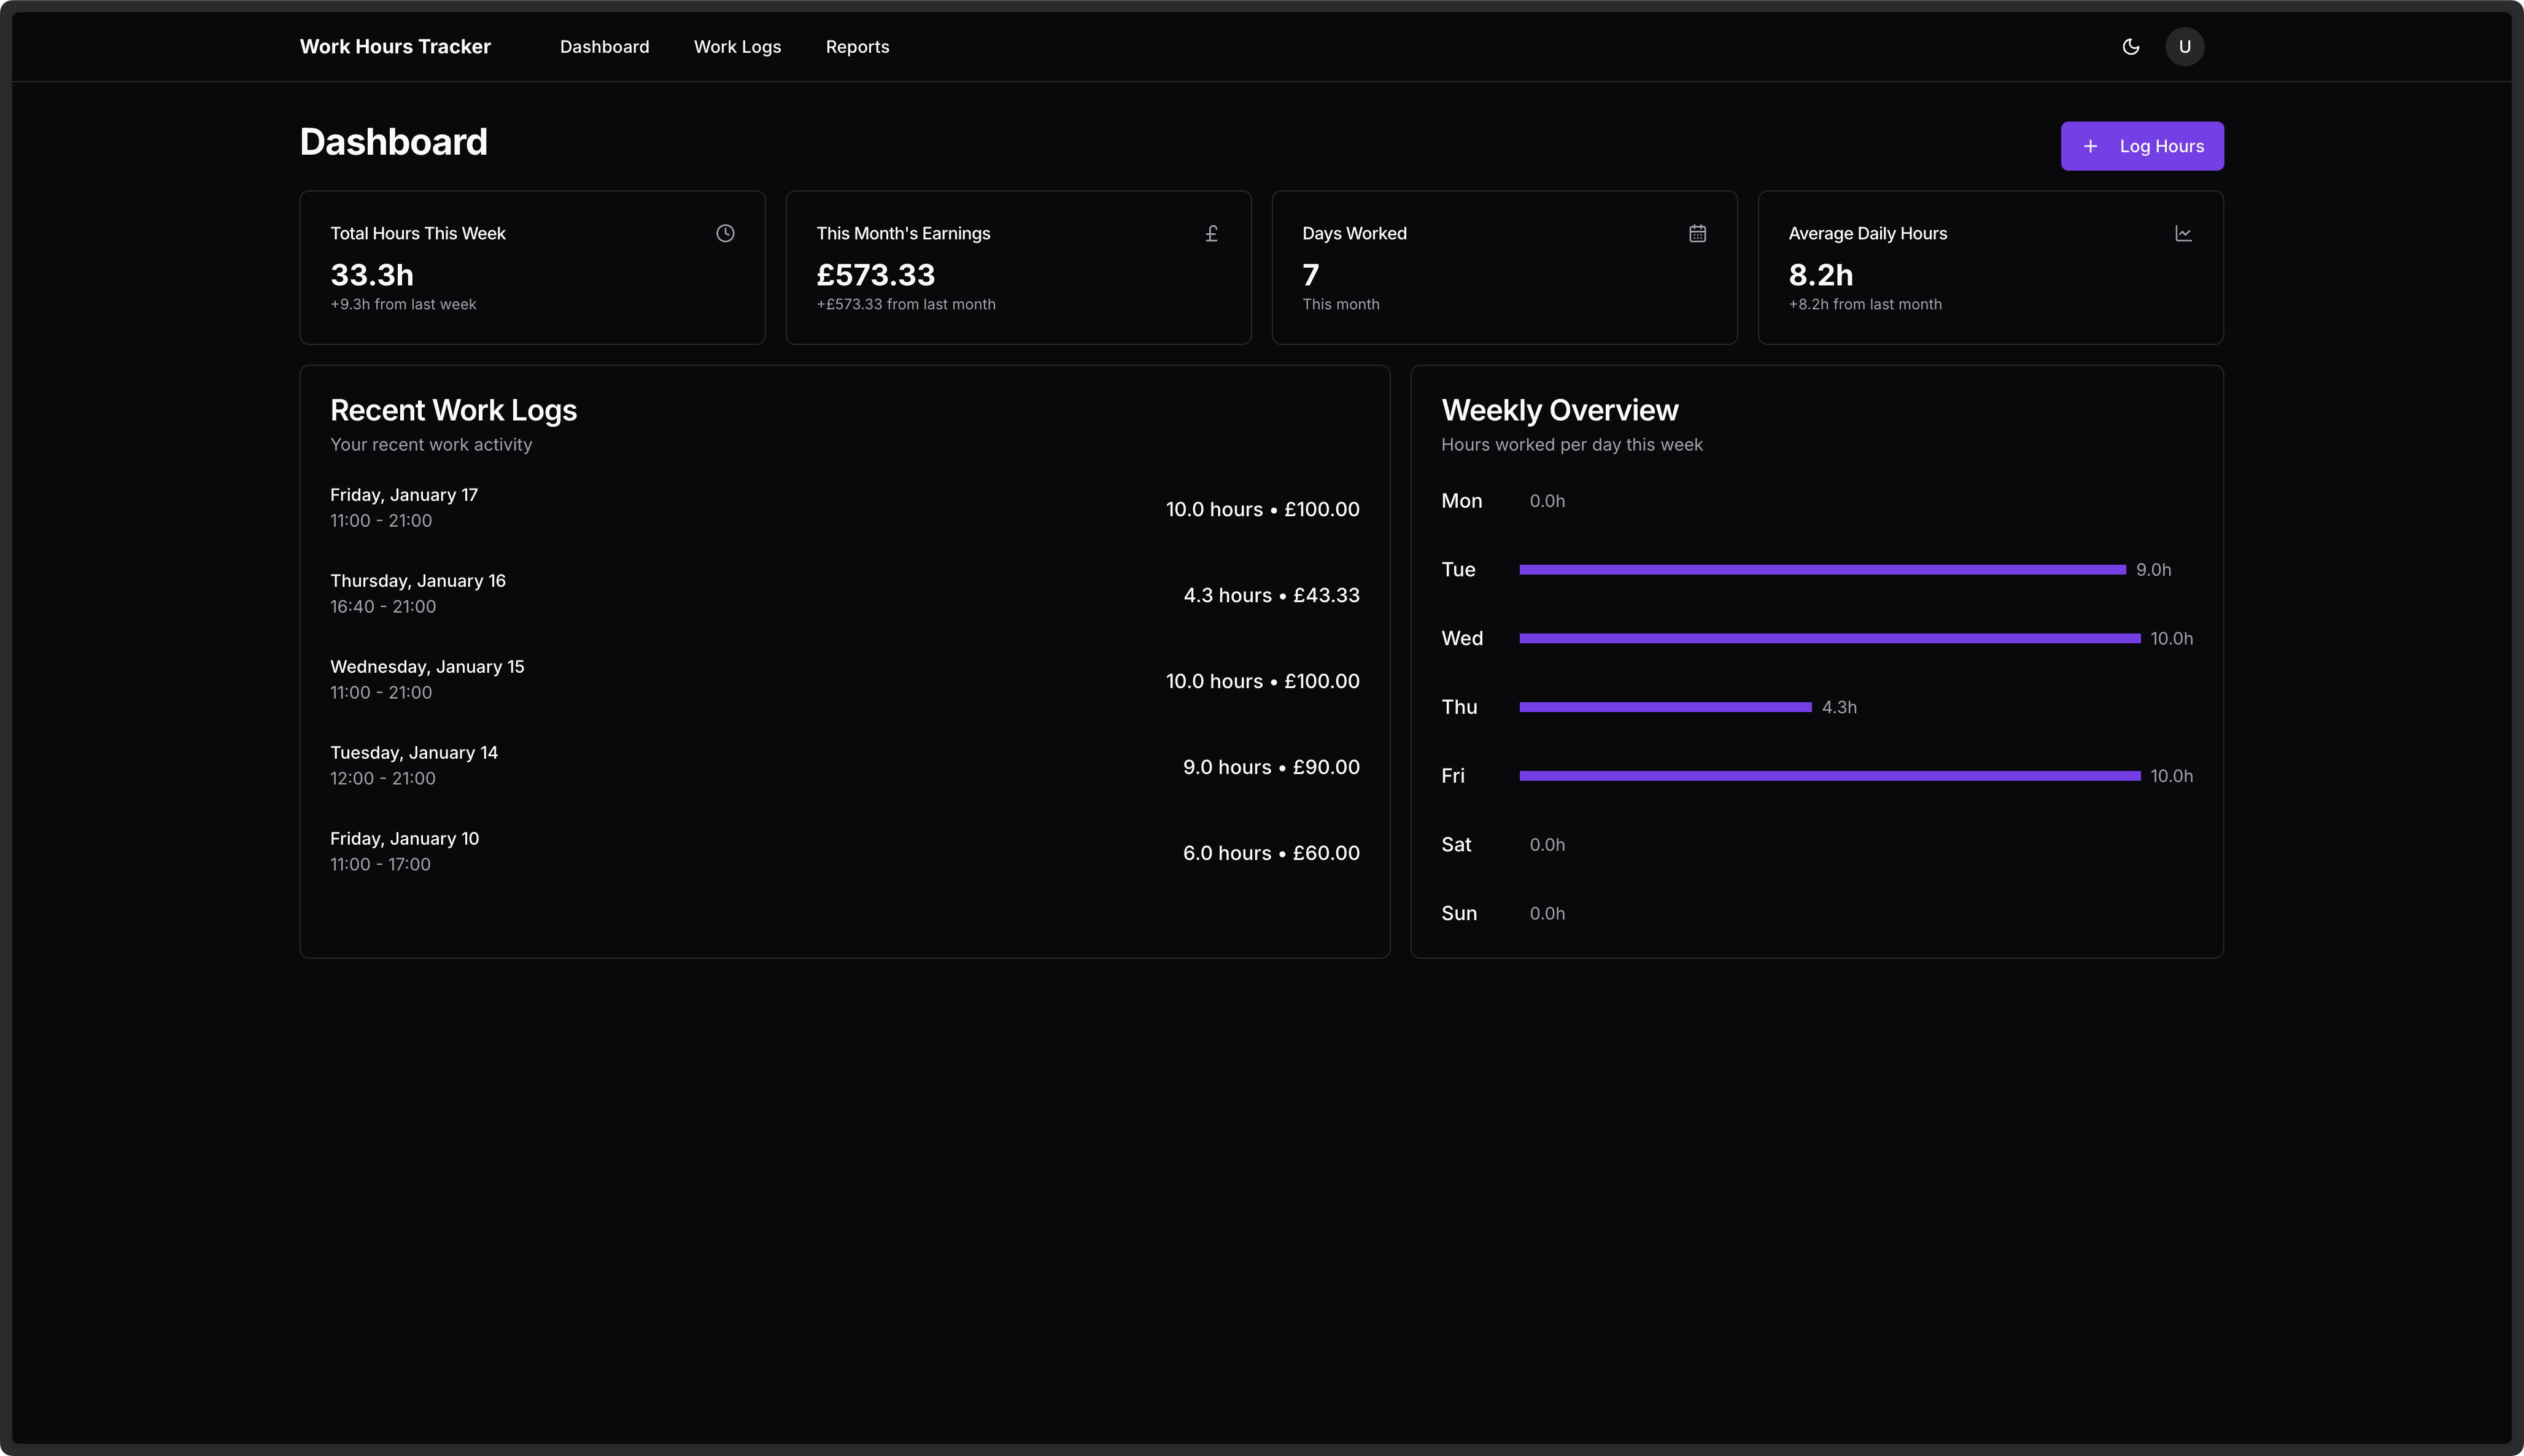 Work Hours Tracker
Dashboard
Work Logs
Reports
U
Dashboard
+ Log Hours
Total Hours This Week
33.3h
+9.3h from last week
This Month's Earnings
£
£573.33
+£573.33 from last month
Days Worked
7
This month
Average Daily Hours
8.2h
+8.2h from last month
Recent Work Logs
Your recent work activity
Friday, January 17
11:00 - 21:00
10.0 hours • £100.00
Thursday, January 16
16:40 - 21:00
4.3 hours • £43.33
Wednesday, January 15
11:00 - 21:00
10.0 hours • £100.00
Tuesday, January 14
12:00 - 21:00
9.0 hours • £90.00
Friday, January 10
11:00 - 17:00
6.0 hours • £60.00
Weekly Overview
Hours worked per day this week
Mon 0.0h
Tue 9.0h
Wed 10.0h
Thu 4.3h
Fri 10.0h
Sat 0.0h
Sun 0.0h